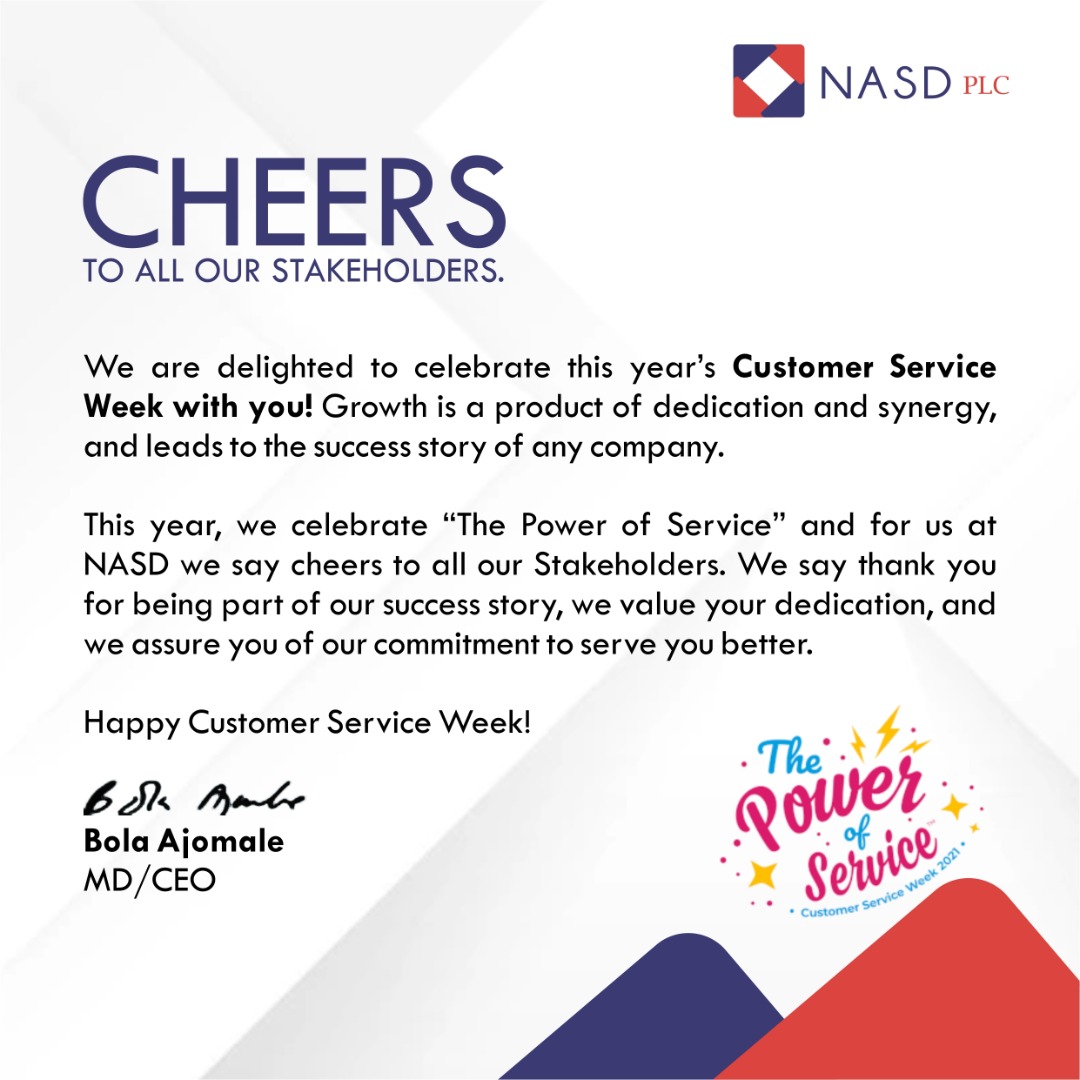 NASD PLC
CHEERS
TO ALL OUR STAKEHOLDERS.
We are delighted to celebrate this year’s Customer Service
Week with you! Growth is a product of dedication and synergy,
and leads to the success story of any company.
This year, we celebrate “The Power of Service” and for us at
NASD we say cheers to all our Stakeholders. We say thank you
for being part of our success story, we value your dedication, and
we assure you of our commitment to serve you better.
Happy Customer Service Week!
Bola Ajomale
Bola Ajomale
MD/CEO
The
Power
of
Service™
• Customer Service Week 2021 •